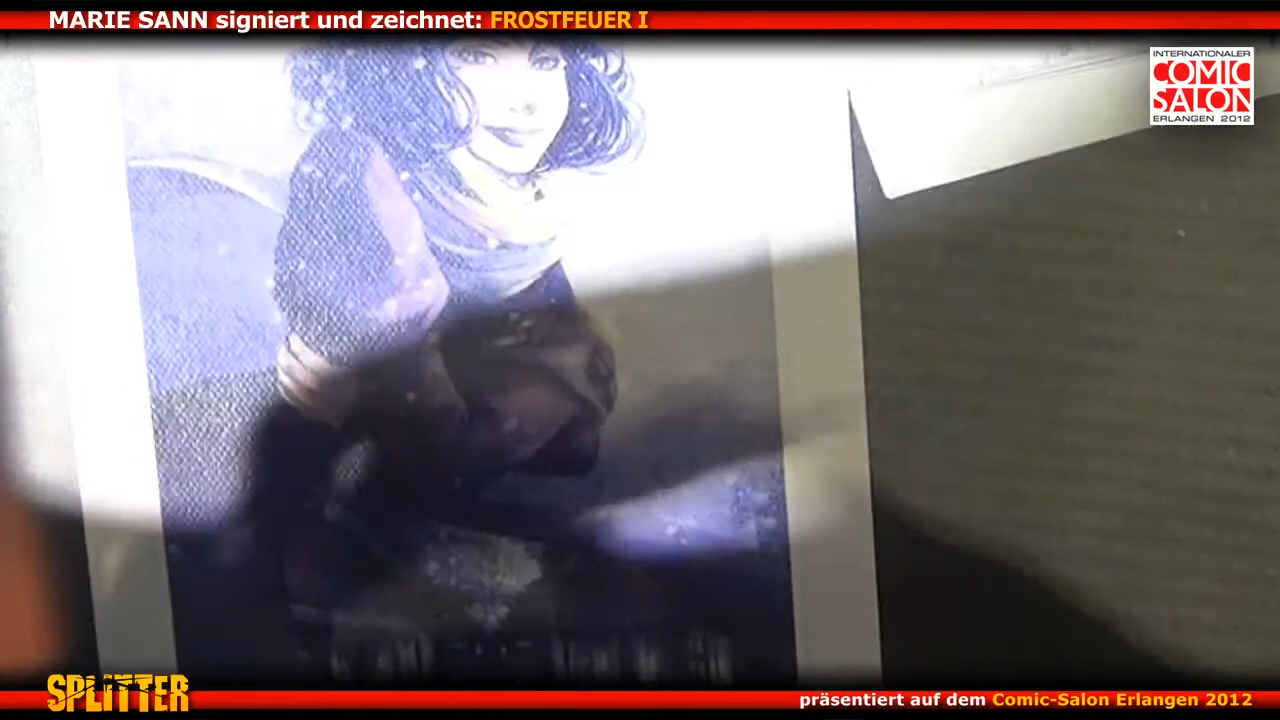 MARIE SANN signiert und zeichnet: FROSTFEUER I
INTERNATIONALER
COMIC
SALON
ERLANGEN 2012
SPLITTER
präsentiert auf dem Comic-Salon Erlangen 2012